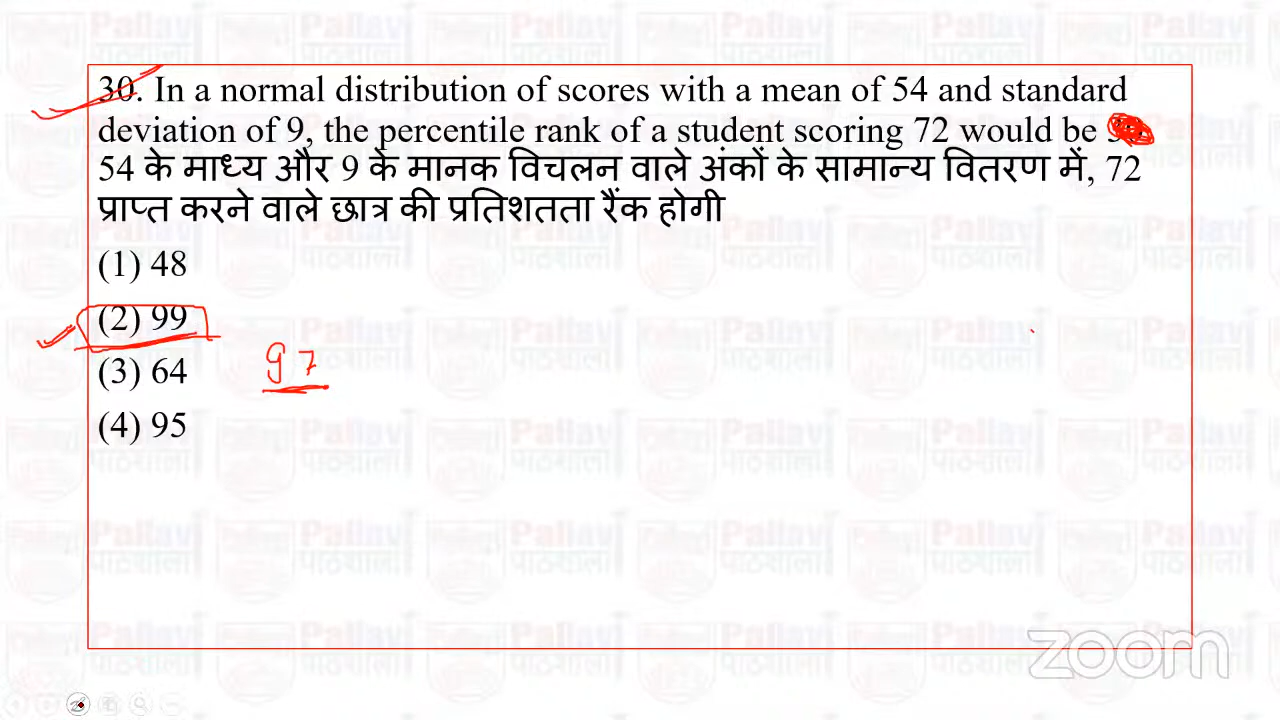 30. In a normal distribution of scores with a mean of 54 and standard
deviation of 9, the percentile rank of a student scoring 72 would be
54 के माध्य और 9 के मानक विचलन वाले अंकों के सामान्य वितरण में, 72
प्राप्त करने वाले छात्र की प्रतिशतता रैंक होगी
(1) 48
(2) 99
97
(3) 64
(4) 95
zoom